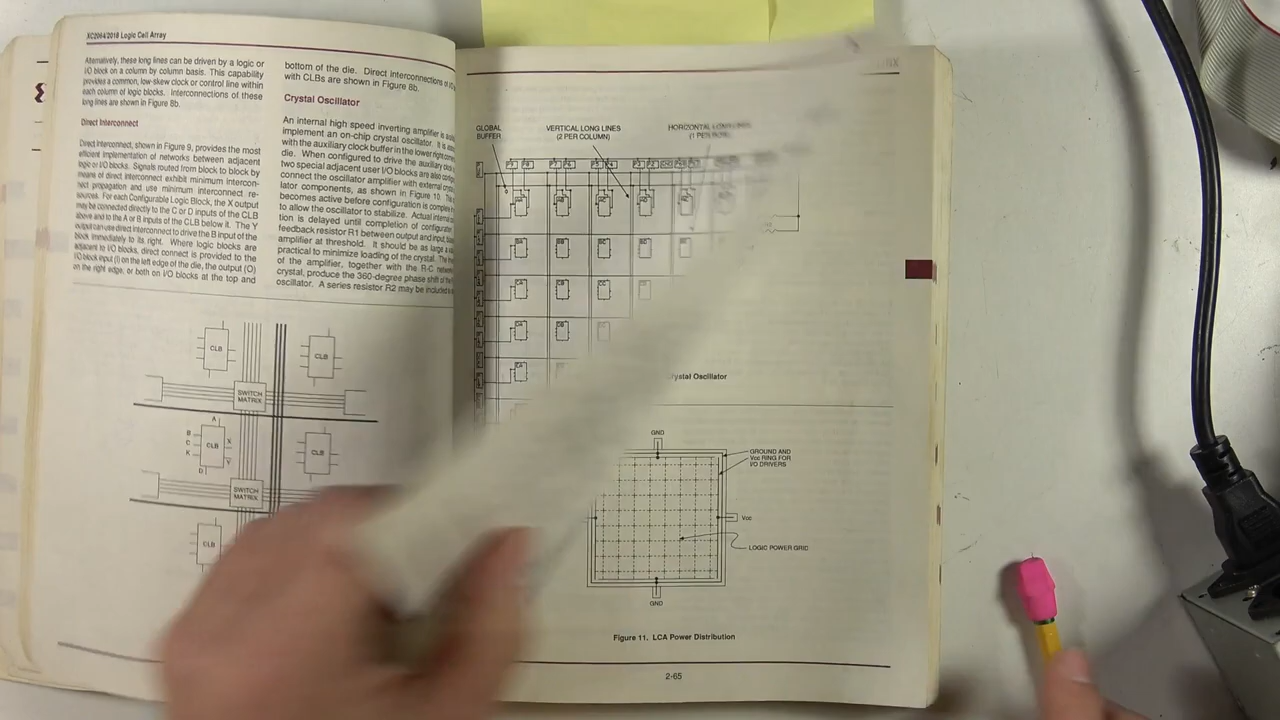 XC2064/2018 Logic Cell Array
Alternatively, these long lines can be driven by a logic or
I/O block on a column by column basis. This capability
provides a common, low-skew clock or control line within
each column of logic blocks. Interconnections of these
long lines are shown in Figure 8b.
Direct Interconnect
Direct Interconnect, shown in Figure 9, provides the most
efficient implementation of networks between adjacent
logic or I/O blocks. Signals routed from block to block by
means of direct interconnect exhibit minimum intercon-
nect propagation and use minimum interconnect re-
sources. For each Configurable Logic Block, the X output
may be connected directly to the C or D inputs of the CLB
above and to the A or B inputs of the CLB below it. The Y
output can use direct interconnect to drive the B input of the
block immediately to its right. Where logic blocks are
adjacent to I/O blocks, direct connect is provided to the
I/O block input (I) on the left edge of the die, the output (O)
on the right edge, or both on I/O blocks at the top and
bottom of the die. Direct interconnections of I/O
with CLBs are shown in Figure 8b.
Crystal Oscillator
An internal high speed inverting amplifier is
implement an on-chip crystal oscillator. It is
with the auxiliary clock buffer in the lower right
die. When configured to drive the auxiliary
two special adjacent user I/O blocks are also
connect the oscillator amplifier with external
lator components, as shown in Figure 10.
becomes active before configuration is
to allow the oscillator to stabilize. Actual
tion is delayed until completion of
feedback resistor R1 between output and input,
amplifier at threshold. It should be as large
practical to minimize loading of the crystal.
of the amplifier, together with the R-C
crystal, produce the 360-degree phase shift of
oscillator. A series resistor R2 may be included
CLB
CLB
SWITCH
MATRIX
A
B
C
K
CLB
X
Y
D
CLB
SWITCH
MATRIX
CLB
GLOBAL
BUFFER
VERTICAL LONG LINES
(2 PER COLUMN)
HORIZONTAL LONG LINES
Crystal Oscillator
GND
GROUND AND
Vcc RING FOR
I/O DRIVERS
Vcc
LOGIC POWER GRID
GND
Figure 11. LCA Power Distribution
2-65